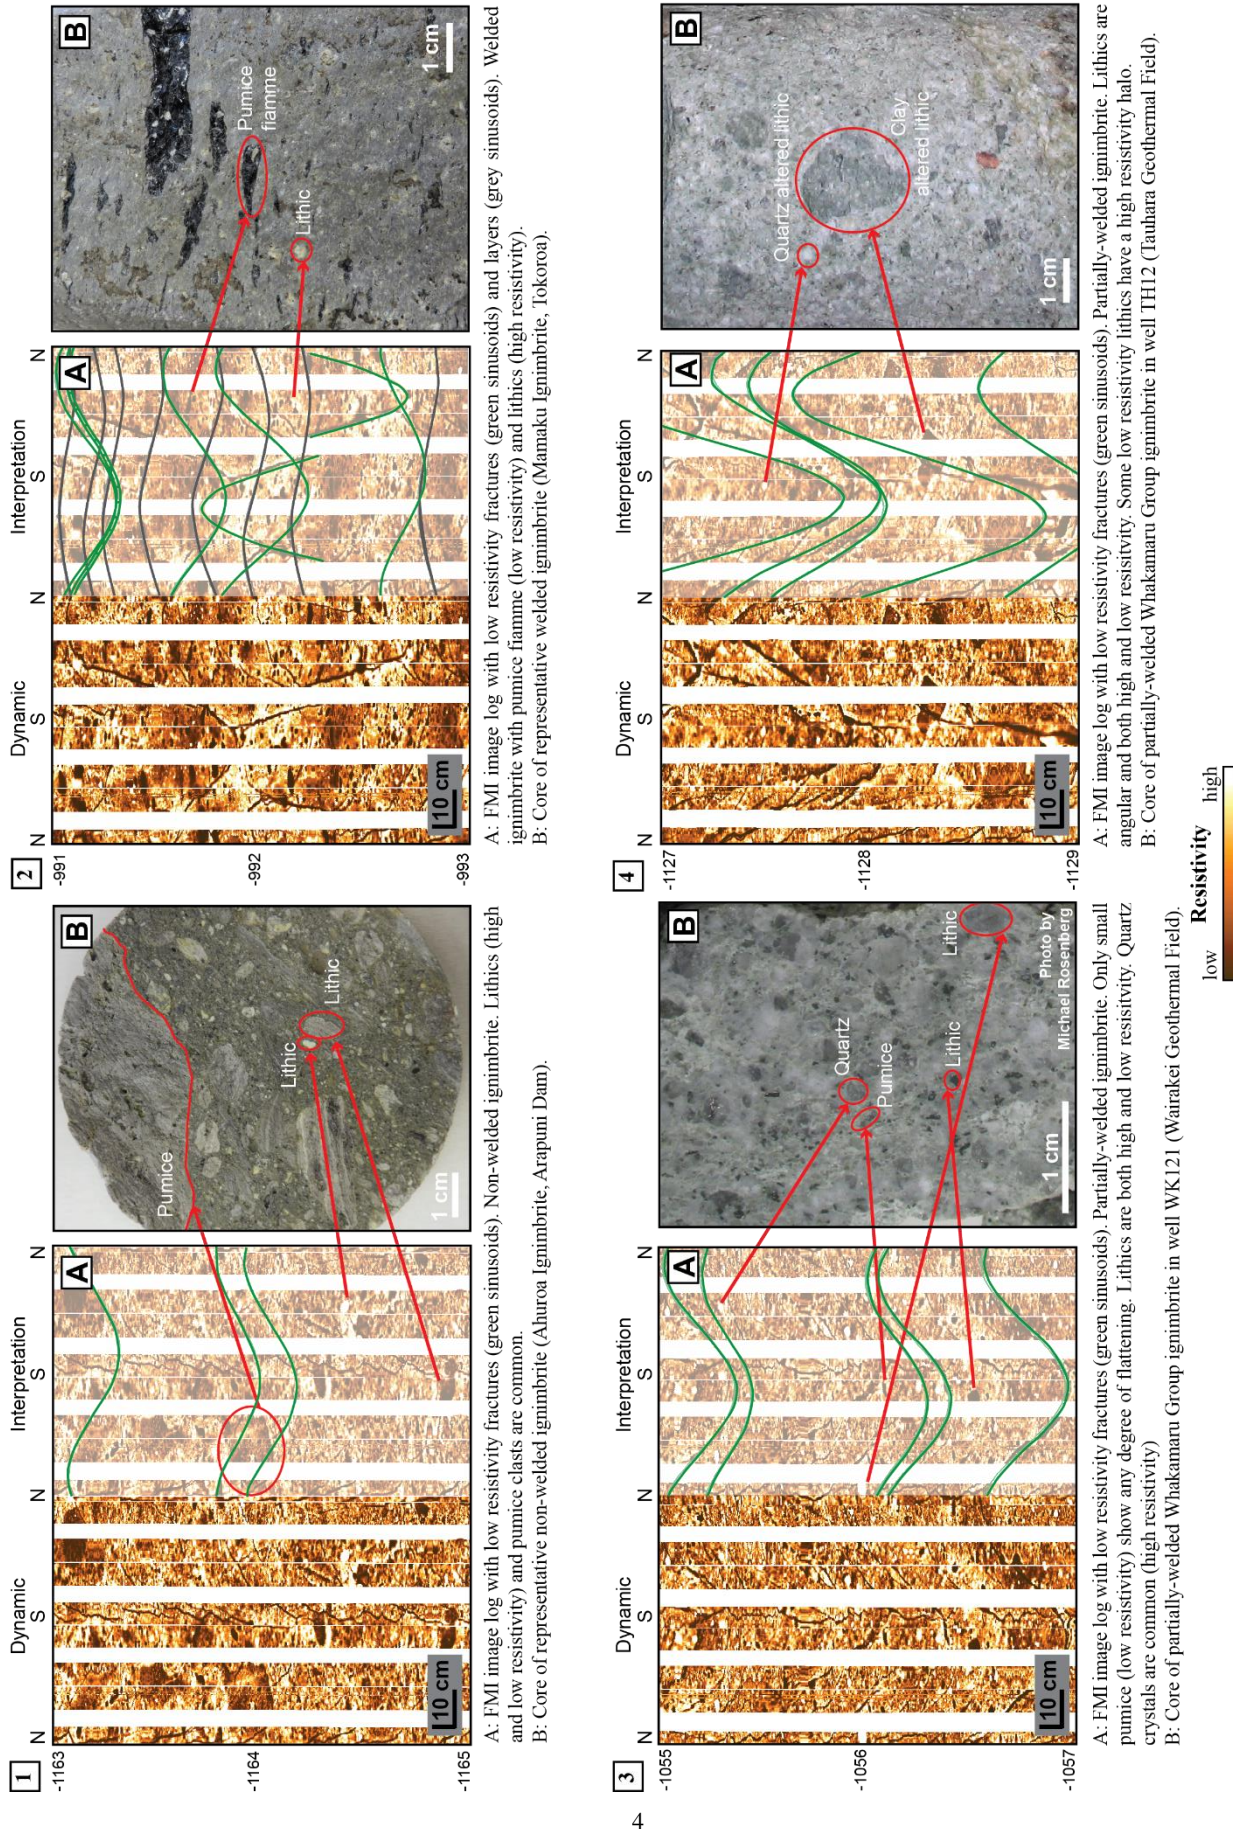 1
Dynamic
Interpretation
N
S
N
S
N
-1163
-1164
-1165
10 cm
A
B
Pumice
Lithic
Lithic
1 cm
A: FMI image log with low resistivity fractures (green sinusoids). Non-welded ignimbrite. Lithics (high
and low resistivity) and pumice clasts are common.
B: Core of representative non-welded ignimbrite (Ahuroa Ignimbrite, Arapuni Dam).
2
Dynamic
Interpretation
N
S
N
S
N
-991
-992
-993
10 cm
A
B
Pumice
fiamme
Lithic
1 cm
A: FMI image log with low resistivity fractures (green sinusoids) and layers (grey sinusoids). Welded
ignimbrite with pumice fiamme (low resistivity) and lithics (high resistivity).
B: Core of representative welded ignimbrite (Mamaku Ignimbrite, Tokoroa).
3
Dynamic
Interpretation
N
S
N
S
N
-1055
-1056
-1057
10 cm
A
B
Quartz
Pumice
Lithic
Lithic
1 cm
Photo by
Michael Rosenberg
A: FMI image log with low resistivity fractures (green sinusoids). Partially-welded ignimbrite. Only small
pumice (low resistivity) show any degree of flattening. Lithics are both high and low resisitivty. Quartz
crystals are common (high resistivity)
B: Core of partially-welded Whakamaru Group ignimbrite in well WK121 (Wairakei Geothermal Field).
4
Dynamic
Interpretation
N
S
N
S
N
-1127
-1128
-1129
10 cm
A
B
Quartz altered lithic
Clay
altered lithic
1 cm
A: FMI image log with low resistivity fractures (green sinusoids). Partially-welded ignimbrite. Lithics are
angular and both high and low resistivity. Some low resistivity lithics have a high resistivity halo.
B: Core of partially-welded Whakamaru Group ignimbrite in well TH12 (Tauhara Geothermal Field).
Resistivity
low
high
4